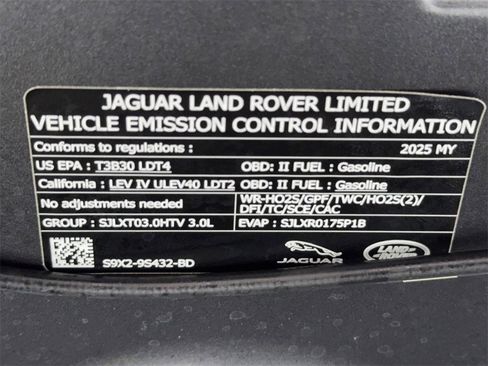 JAGUAR LAND ROVER LIMITED
VEHICLE EMISSION CONTROL INFORMATION
Conforms to regulations : 2025 MY
US EPA : T3B30 LDT4 OBD: II FUEL : Gasoline
California : LEV IV ULEV40 LDT2 OBD: II FUEL : Gasoline
No adjustments needed WR-HO2S/GPF/TWC/HO2S(2)/
DFI/TC/SCE/CAC
GROUP : SJLXT03.0HTV 3.0L EVAP : SJLXR0175P1B
S9X2-9S432-BD JAGUAR LAND-
ROVER